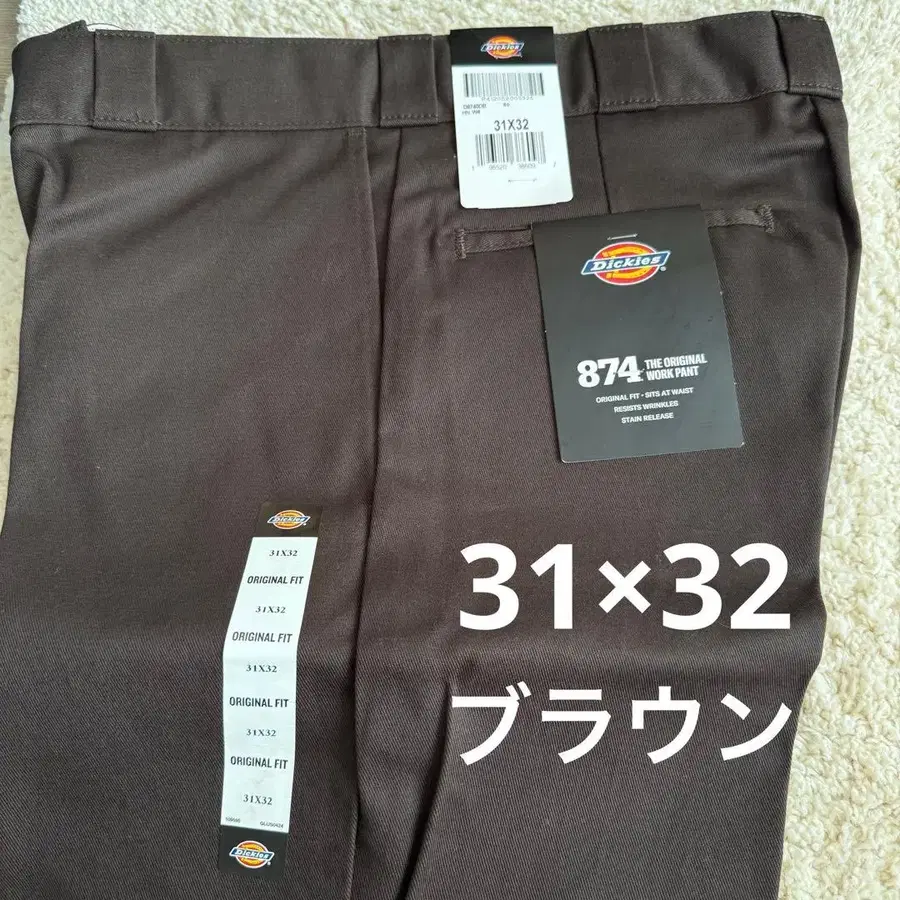 Dickies
31X32
Dickies
874 THE ORIGINAL
WORK PANT
ORIGINAL FIT • SITS AT WAIST
RESISTS WRINKLES
STAIN RELEASE
Dickies
31X32
ORIGINAL FIT
31X32
ORIGINAL FIT
31X32
ORIGINAL FIT
31X32
ORIGINAL FIT
31X32
Dickies
31×32
ブラウン